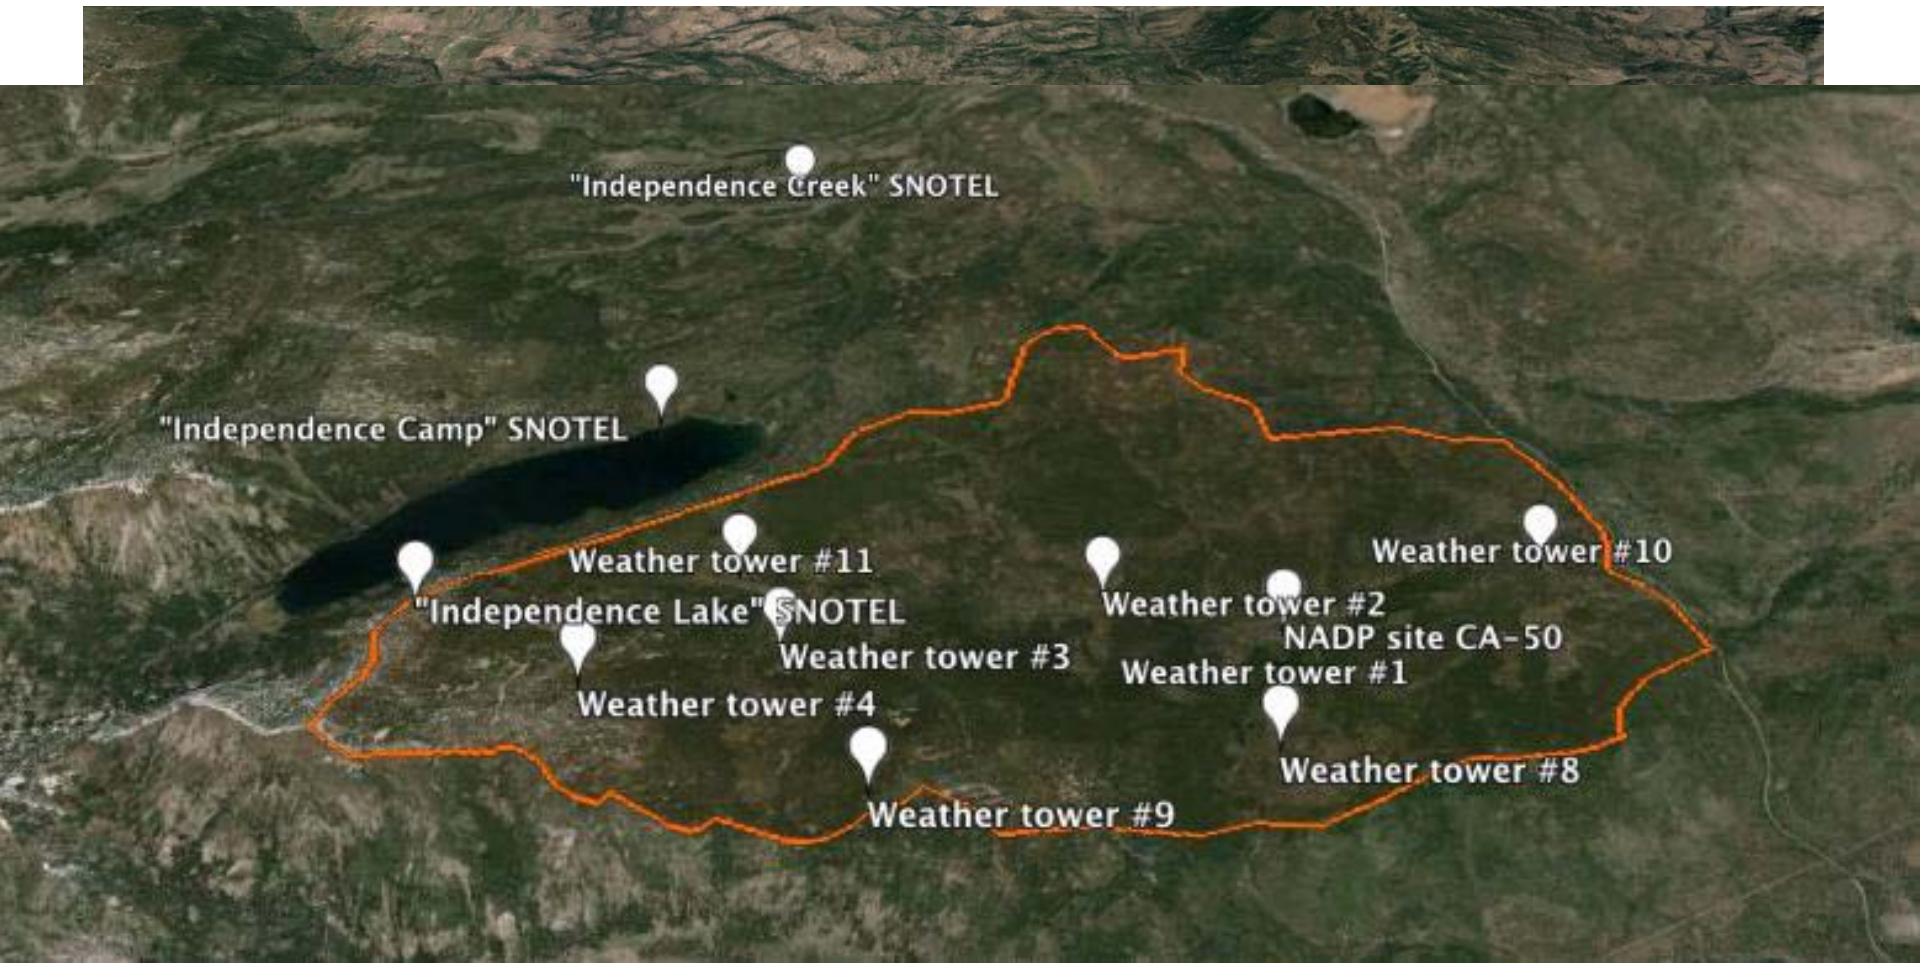 "Independence Creek" SNOTEL
"Independence Camp" SNOTEL
Weather tower #11
Weather tower #10
"Independence Lake" SNOTEL
Weather tower #2
NADP site CA-50
Weather tower #3
Weather tower #1
Weather tower #4
Weather tower #8
Weather tower #9